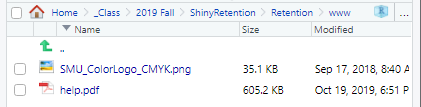 Home > _Class > 2019 Fall > ShinyRetention > Retention > www ...
Name Size Modified
..
SMU_ColorLogo_CMYK.png 35.1 KB Sep 17, 2018, 8:40 A
help.pdf 605.2 KB Oct 19, 2019, 6:51 P